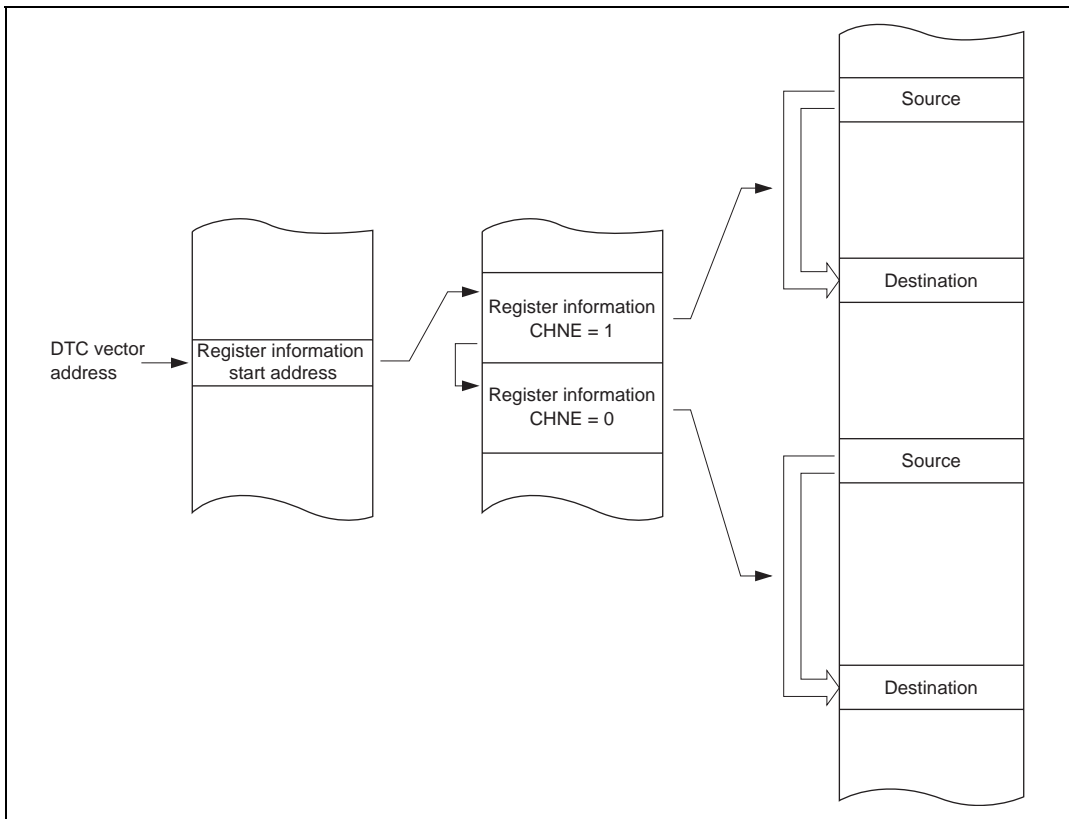 DTC vector
address
Register information
start address
Register information
CHNE = 1
Register information
CHNE = 0
Source
Destination
Source
Destination